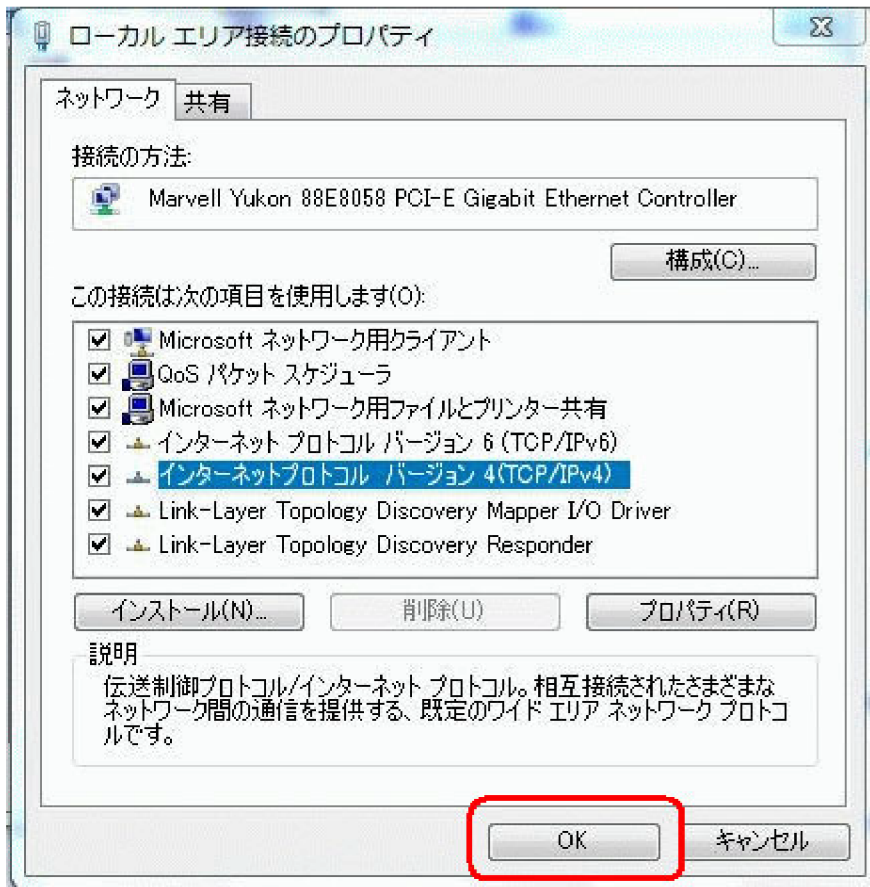 ローカル エリア接続のプロパティ
ネットワーク 共有
接続の方法:
Marvell Yukon 88E8058 PCI-E Gigabit Ethernet Controller
構成(C)...
この接続は次の項目を使用します(O):
Microsoft ネットワーク用クライアント
QoS パケット スケジューラ
Microsoft ネットワーク用ファイルとプリンター共有
インターネット プロトコル バージョン 6 (TCP/IPv6)
インターネットプロトコル バージョン 4(TCP/IPv4)
Link-Layer Topology Discovery Mapper I/O Driver
Link-Layer Topology Discovery Responder
インストール(N)... 削除(U) プロパティ(R)
説明
伝送制御プロトコル/インターネット プロトコル。相互接続されたさまざまな
ネットワーク間の通信を提供する、既定のワイド エリア ネットワーク プロトコ
ルです。
OK キャンセル